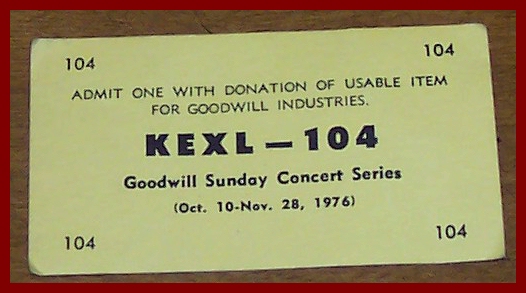 104 104
ADMIT ONE WITH DONATION OF USABLE ITEM
FOR GOODWILL INDUSTRIES.
KEXL — 104
Goodwill Sunday Concert Series
(Oct. 10-Nov. 28, 1976)
104 104